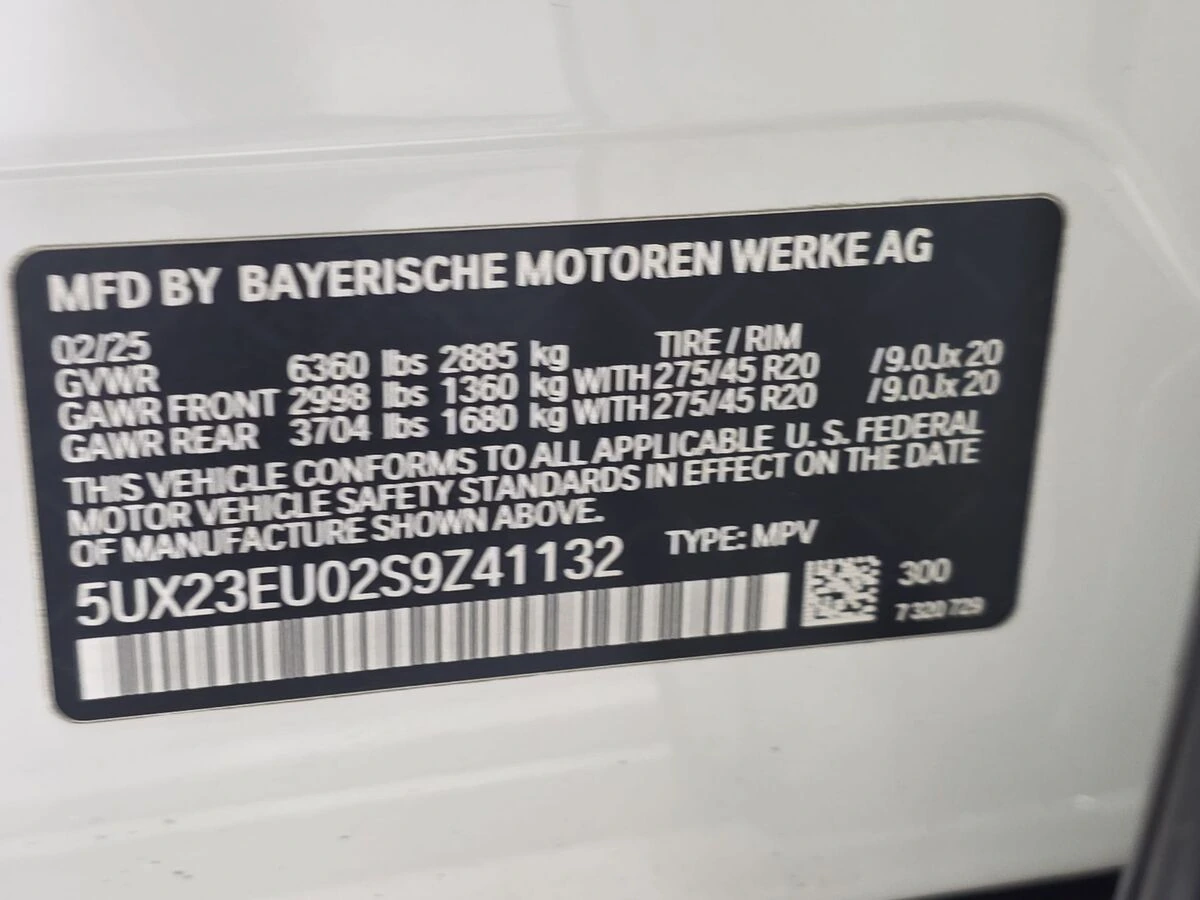 MFD BY BAYERISCHE MOTOREN WERKE AG
02/25 TIRE / RIM
GVWR 6360 lbs 2885 kg
GAWR FRONT 2998 lbs 1360 kg WITH 275/45 R20 /9.0Jx20
GAWR REAR 3704 lbs 1680 kg WITH 275/45 R20 /9.0Jx20
THIS VEHICLE CONFORMS TO ALL APPLICABLE U. S. FEDERAL
MOTOR VEHICLE SAFETY STANDARDS IN EFFECT ON THE DATE
OF MANUFACTURE SHOWN ABOVE.
TYPE: MPV
5UX23EU02S9Z41132
300
7 320 729